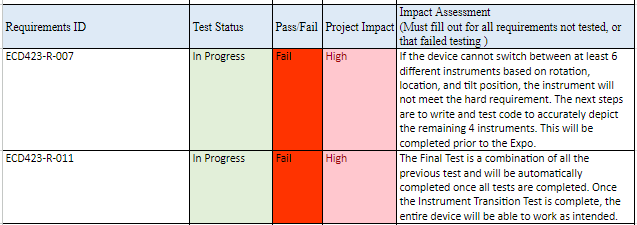 Requirements ID
Test Status
Pass/Fail
Project Impact
Impact Assessment
(Must fill out for all requirements not tested, or
that failed testing )
ECD423-R-007
In Progress
Fail
High
If the device cannot switch between at least 6
different instruments based on rotation,
location, and tilt position, the instrument will
not meet the hard requirement. The next steps
are to write and test code to accurately depict
the remaining 4 instruments. This will be
completed prior to the Expo.
ECD423-R-011
In Progress
Fail
High
The Final Test is a combination of all the
previous test and will be automatically
completed once all tests are completed. Once
the Instrument Transition Test is complete, the
entire device will be able to work as intended.